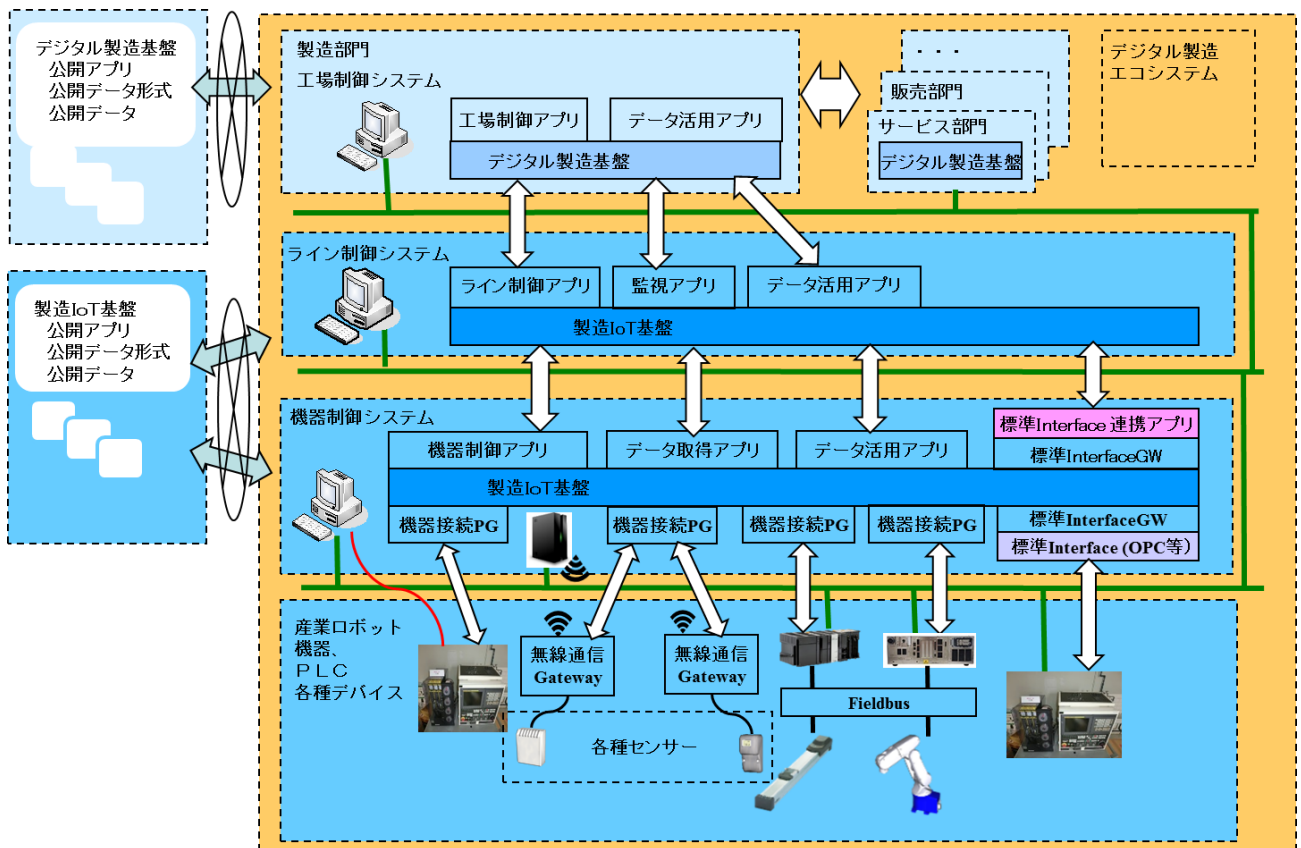 デジタル製造基盤
公開アプリ
公開データ形式
公開データ
製造IoT基盤
公開アプリ
公開データ形式
公開データ
製造部門
工場制御システム
工場制御アプリ
データ活用アプリ
デジタル製造基盤
・・・
販売部門
サービス部門
デジタル製造基盤
デジタル製造
エコシステム
ライン制御システム
ライン制御アプリ
監視アプリ
データ活用アプリ
製造IoT基盤
機器制御システム
機器制御アプリ
データ取得アプリ
データ活用アプリ
標準Interface 連携アプリ
標準InterfaceGW
製造IoT基盤
機器接続PG
機器接続PG
機器接続PG
機器接続PG
標準InterfaceGW
標準Interface (OPC等)
産業ロボット
機器、
ＰＬＣ
各種デバイス
無線通信
Gateway
無線通信
Gateway
Fieldbus
各種センサー